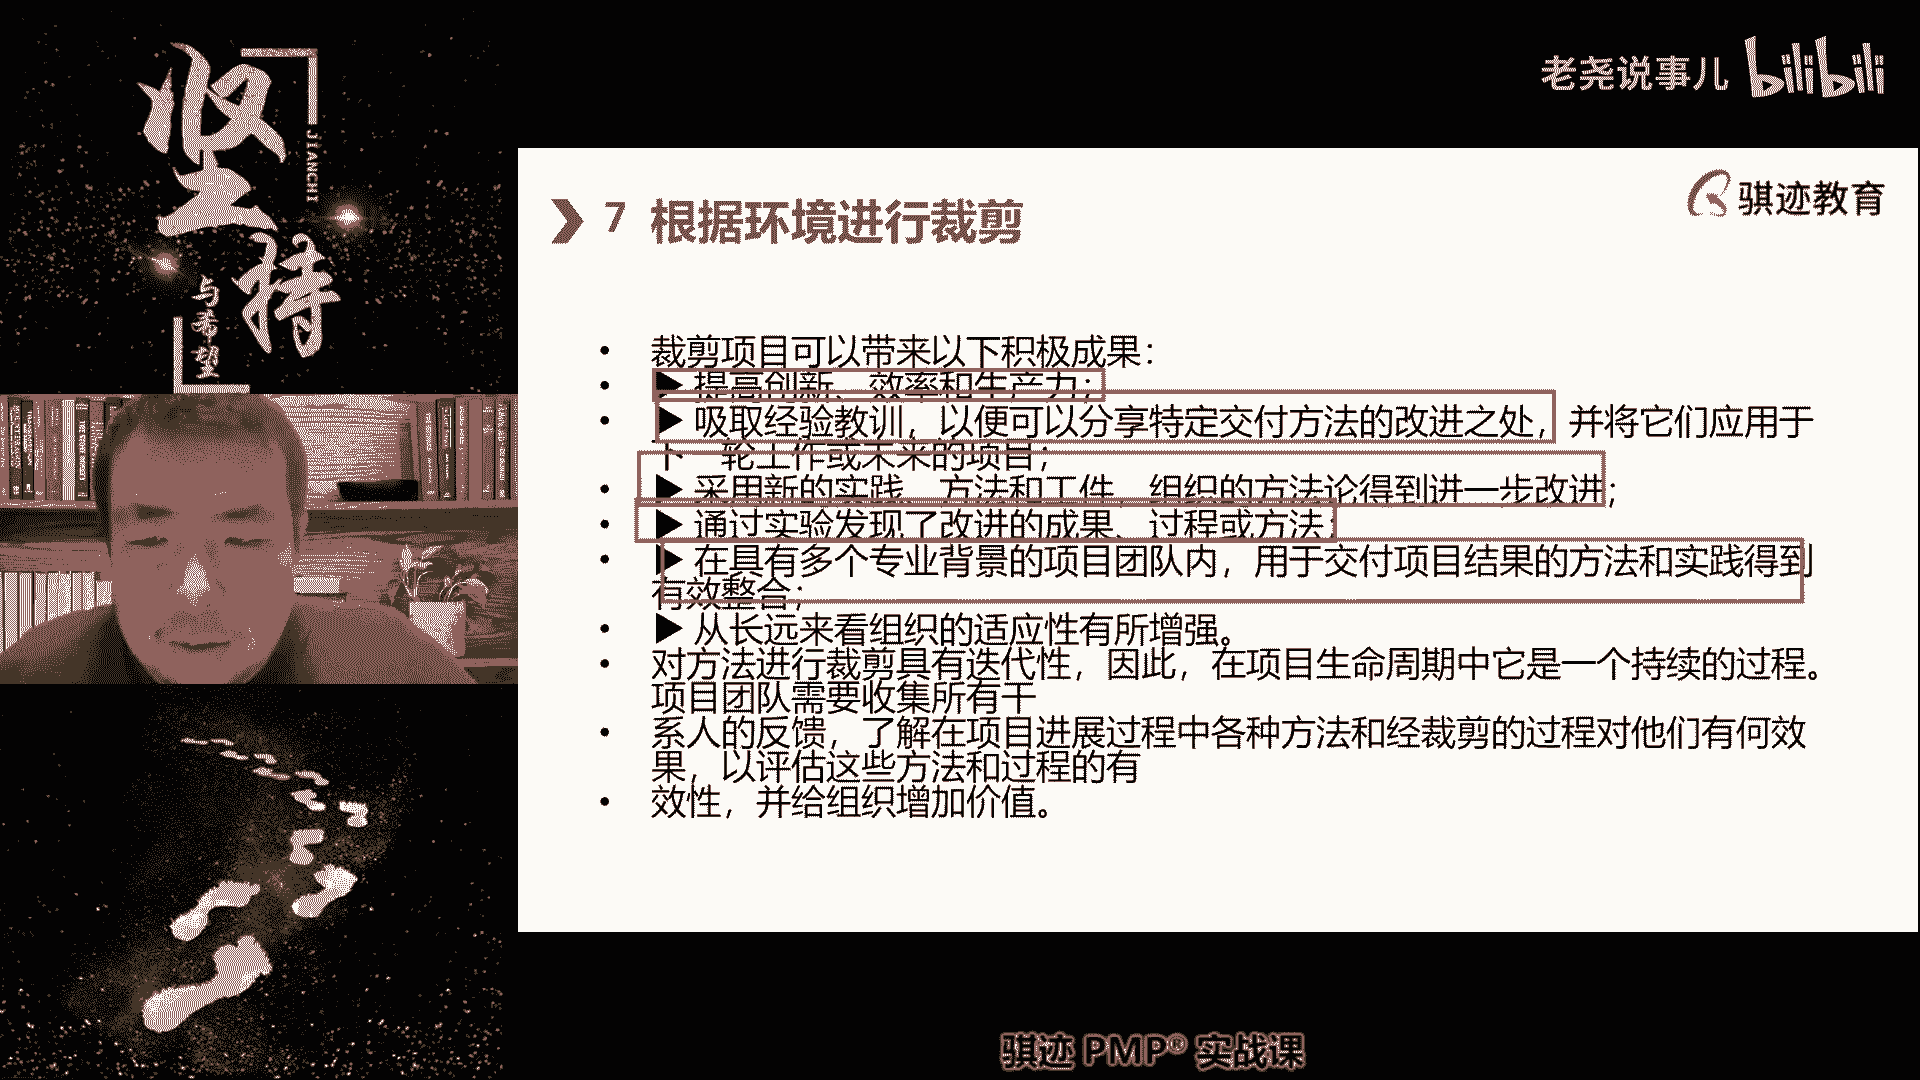 坚持
JIANCHI
与希望
老尧说事儿 bilibili
骐迹教育
7 根据环境进行裁剪
• 裁剪项目可以带来以下积极成果：
• ▶ 提高创新、效率和生产力；
• ▶ 吸取经验教训，以便可以分享特定交付方法的改进之处，并将它们应用于
下一轮工作或未来的项目；
• ▶ 采用新的实践、方法和工件，组织的方法论得到进一步改进；
• ▶ 通过实验发现了改进的成果、过程或方法；
• ▶ 在具有多个专业背景的项目团队内，用于交付项目结果的方法和实践得到
有效整合；
• ▶ 从长远来看组织的适应性有所增强。
• 对方法进行裁剪具有迭代性，因此，在项目生命周期中它是一个持续的过程。
项目团队需要收集所有干
• 系人的反馈，了解在项目进展过程中各种方法和经裁剪的过程对他们有何效
果，以评估这些方法和过程的有
• 效性，并给组织增加价值。
骐迹 PMP® 实战课